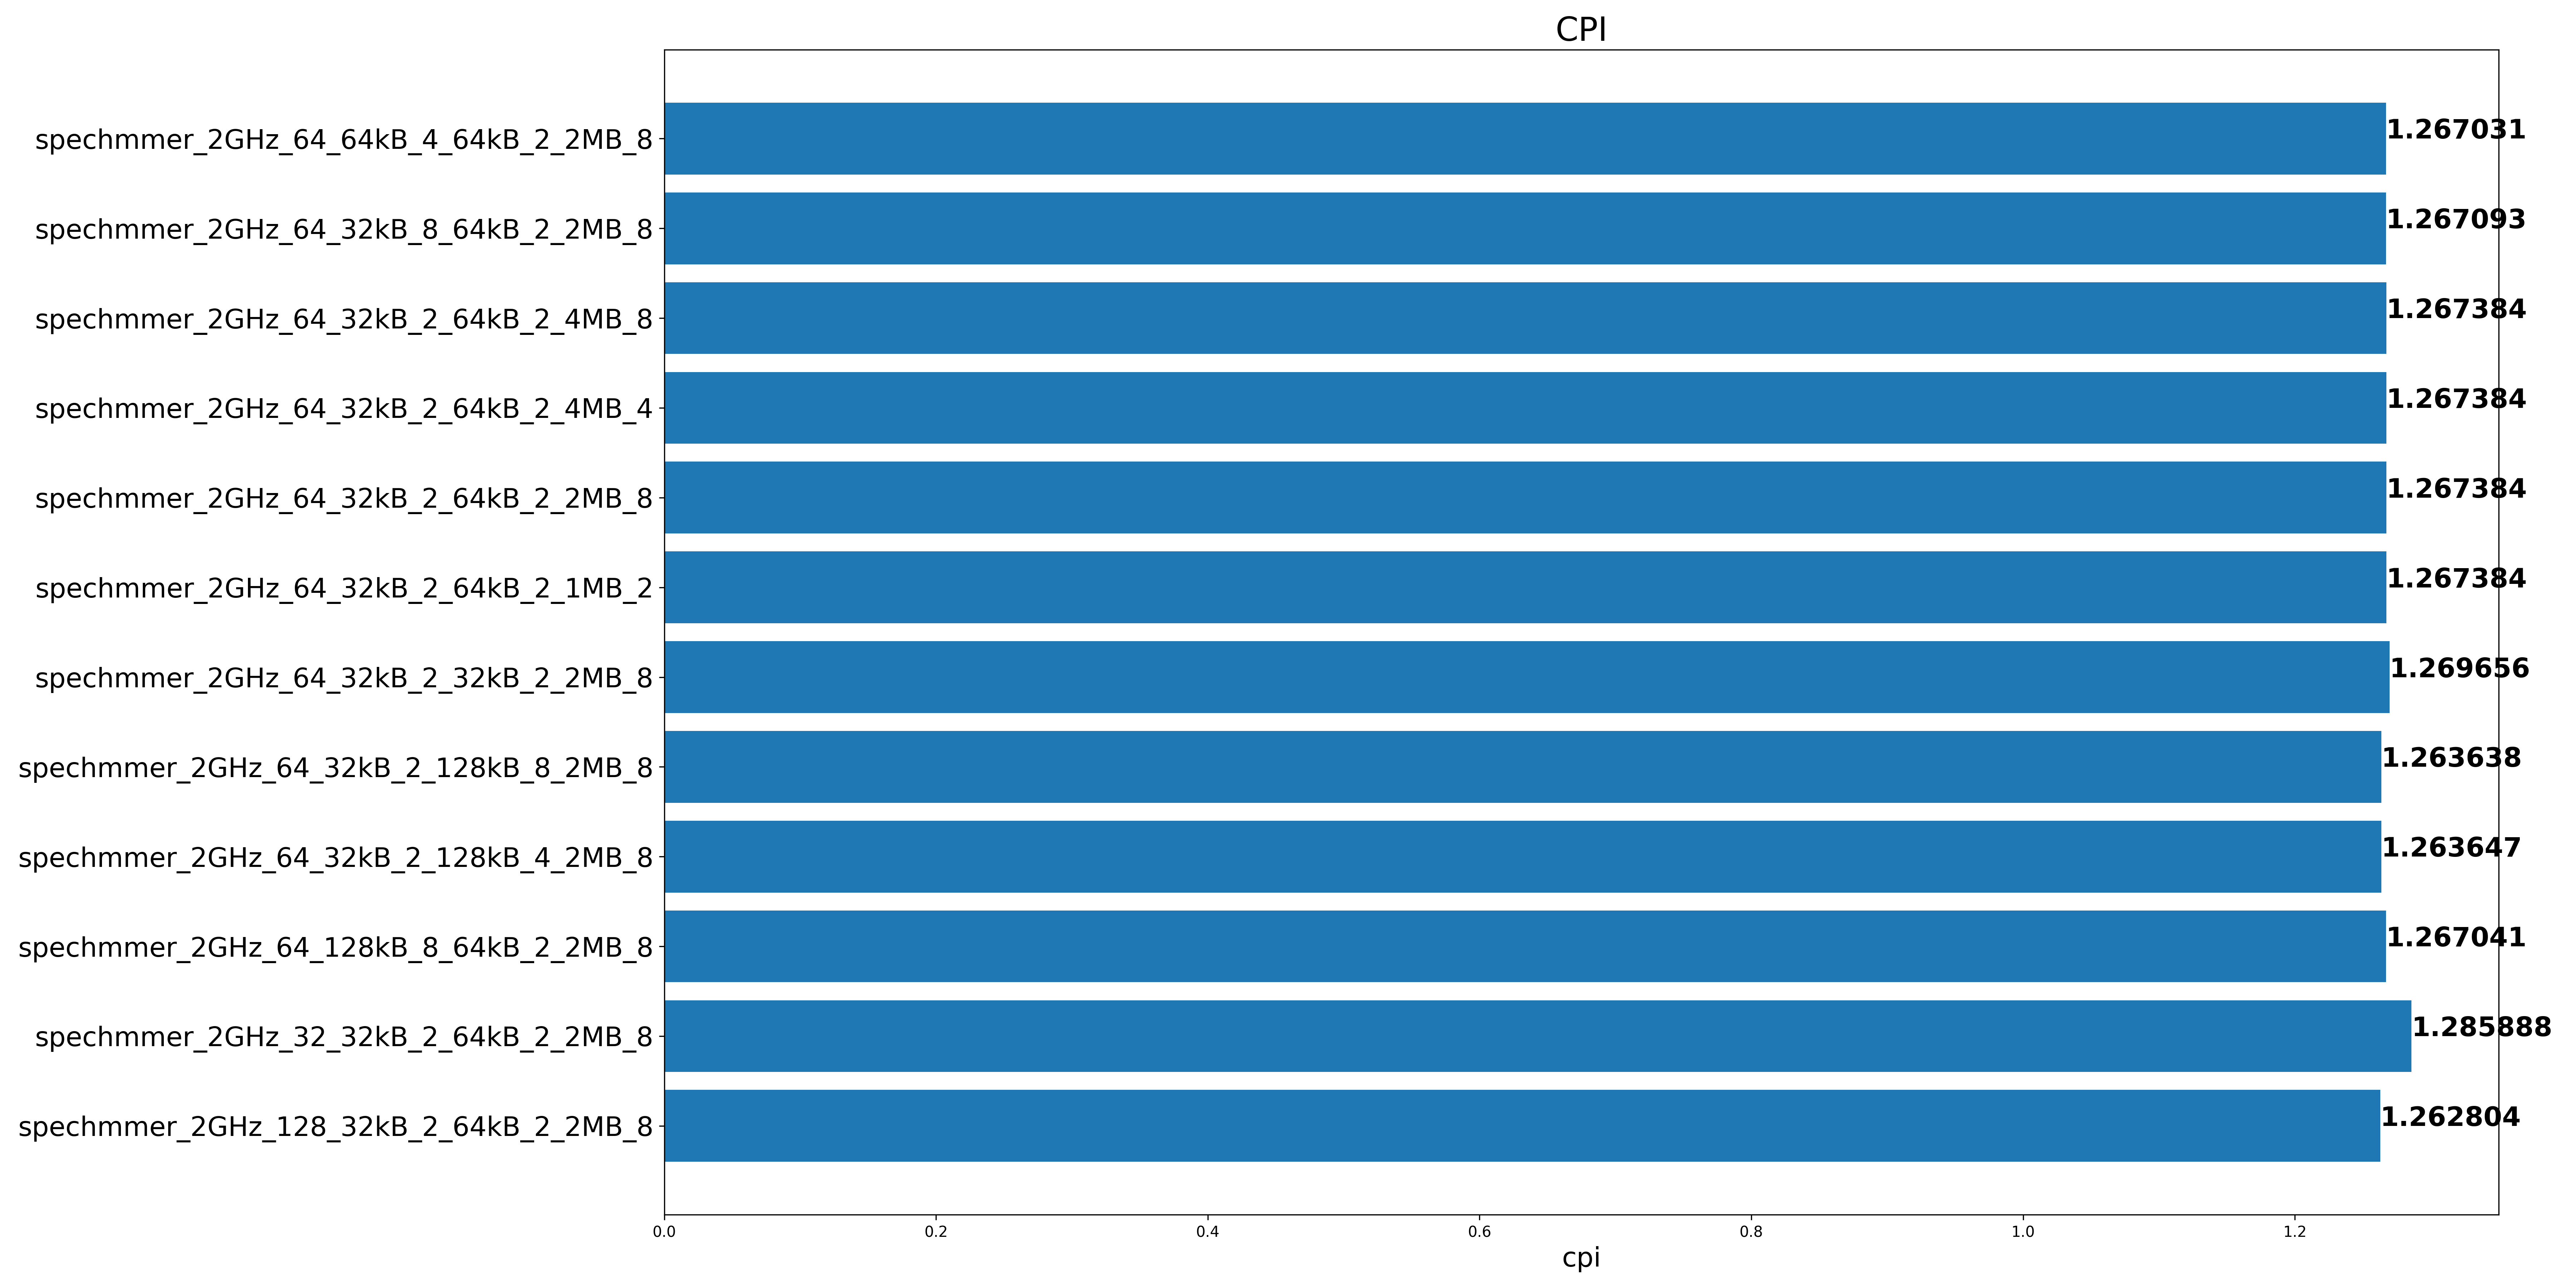 CPI
spechmmer_2GHz_64_64kB_4_64kB_2_2MB_8 1.267031
spechmmer_2GHz_64_32kB_8_64kB_2_2MB_8 1.267093
spechmmer_2GHz_64_32kB_2_64kB_2_4MB_8 1.267384
spechmmer_2GHz_64_32kB_2_64kB_2_4MB_4 1.267384
spechmmer_2GHz_64_32kB_2_64kB_2_2MB_8 1.267384
spechmmer_2GHz_64_32kB_2_64kB_2_1MB_2 1.267384
spechmmer_2GHz_64_32kB_2_32kB_2_2MB_8 1.269656
spechmmer_2GHz_64_32kB_2_128kB_8_2MB_8 1.263638
spechmmer_2GHz_64_32kB_2_128kB_4_2MB_8 1.263647
spechmmer_2GHz_64_128kB_8_64kB_2_2MB_8 1.267041
spechmmer_2GHz_32_32kB_2_64kB_2_2MB_8 1.285888
spechmmer_2GHz_128_32kB_2_64kB_2_2MB_8 1.262804
0.0 0.2 0.4 0.6 0.8 1.0 1.2
cpi